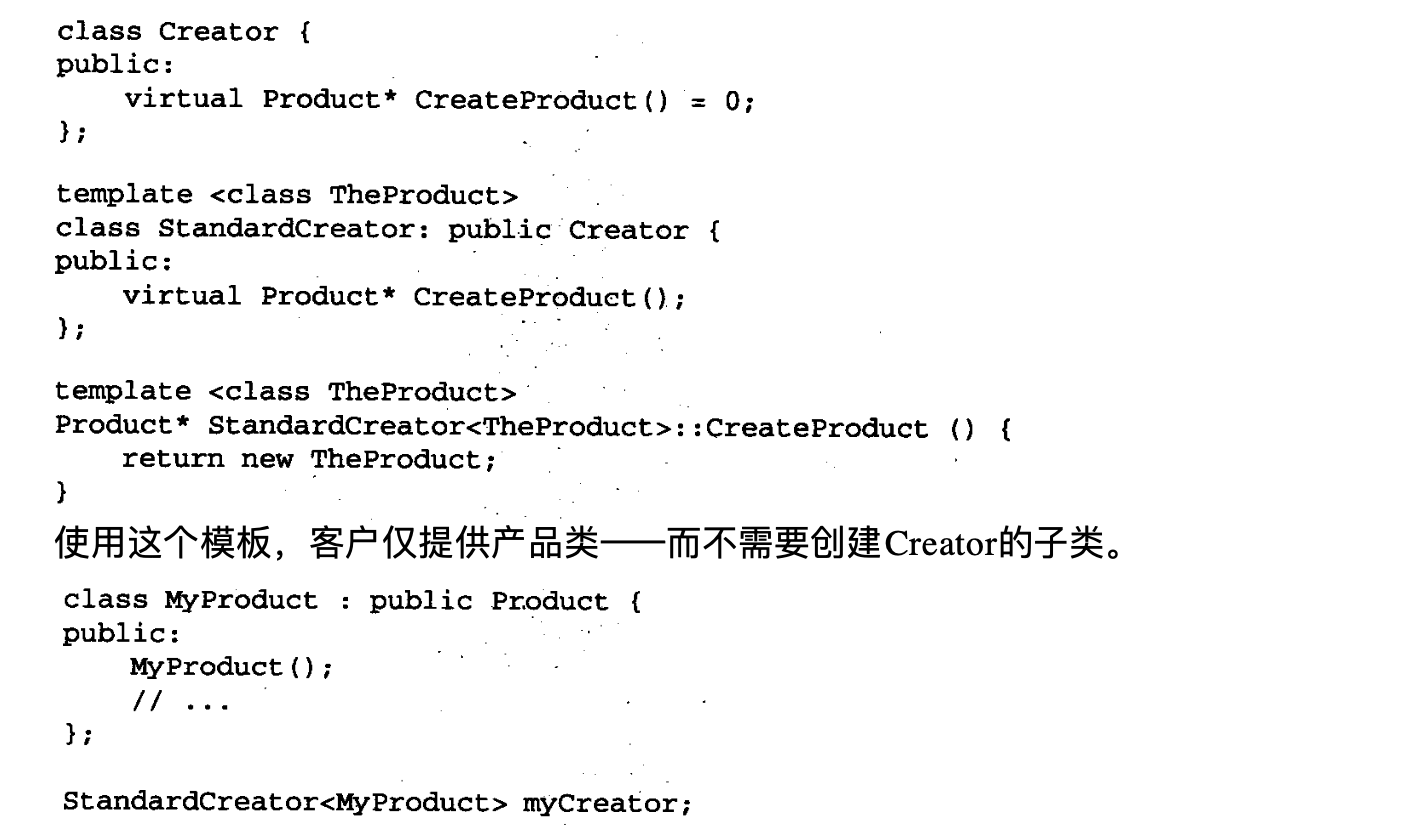 class Creator {
public:
    virtual Product* CreateProduct() = 0;
};

template <class TheProduct>
class StandardCreator: public Creator {
public:
    virtual Product* CreateProduct();
};

template <class TheProduct>
Product* StandardCreator<TheProduct>::CreateProduct () {
    return new TheProduct;
}
使用这个模板，客户仅提供产品类——而不需要创建Creator的子类。
class MyProduct : public Product {
public:
    MyProduct();
    // ...
};

StandardCreator<MyProduct> myCreator;